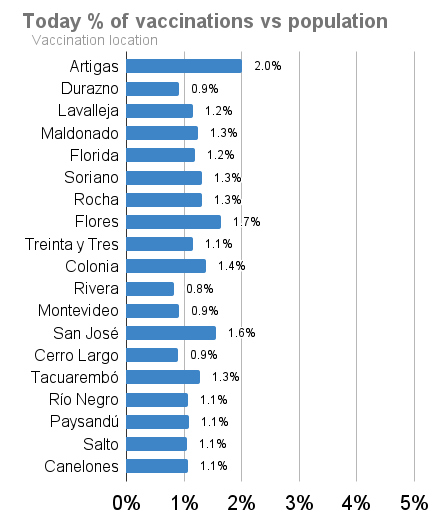 Today % of vaccinations vs population
Vaccination location
Artigas 2.0%
Durazno 0.9%
Lavalleja 1.2%
Maldonado 1.3%
Florida 1.2%
Soriano 1.3%
Rocha 1.3%
Flores 1.7%
Treinta y Tres 1.1%
Colonia 1.4%
Rivera 0.8%
Montevideo 0.9%
San José 1.6%
Cerro Largo 0.9%
Tacuarembó 1.3%
Río Negro 1.1%
Paysandú 1.1%
Salto 1.1%
Canelones 1.1%
0% 1% 2% 3% 4% 5%